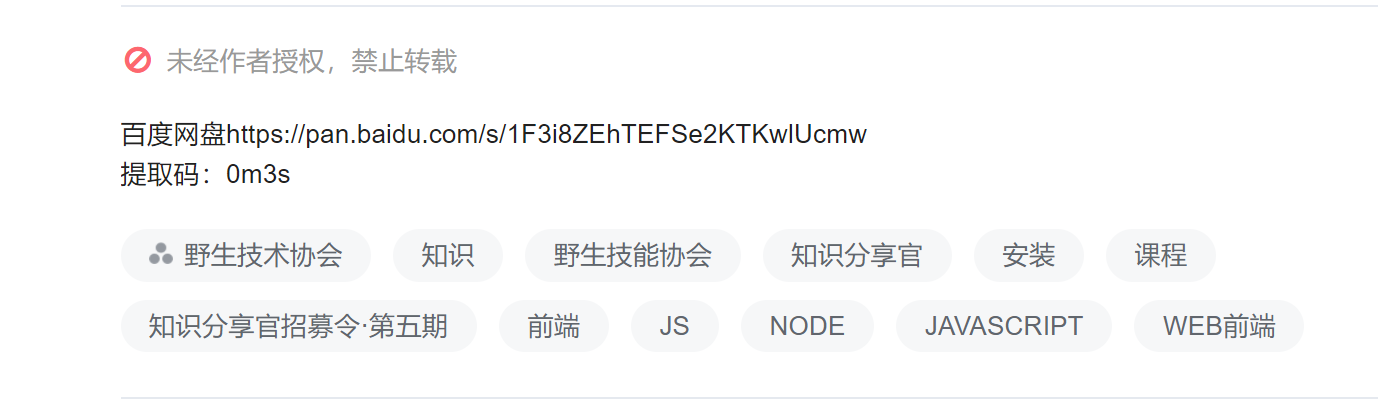 未经作者授权，禁止转载
百度网盘https://pan.baidu.com/s/1F3i8ZEhTEFSe2KTKwlUcmw
提取码：0m3s
野生技术协会 知识 野生技能协会 知识分享官 安装 课程
知识分享官招募令·第五期 前端 JS NODE JAVASCRIPT WEB前端